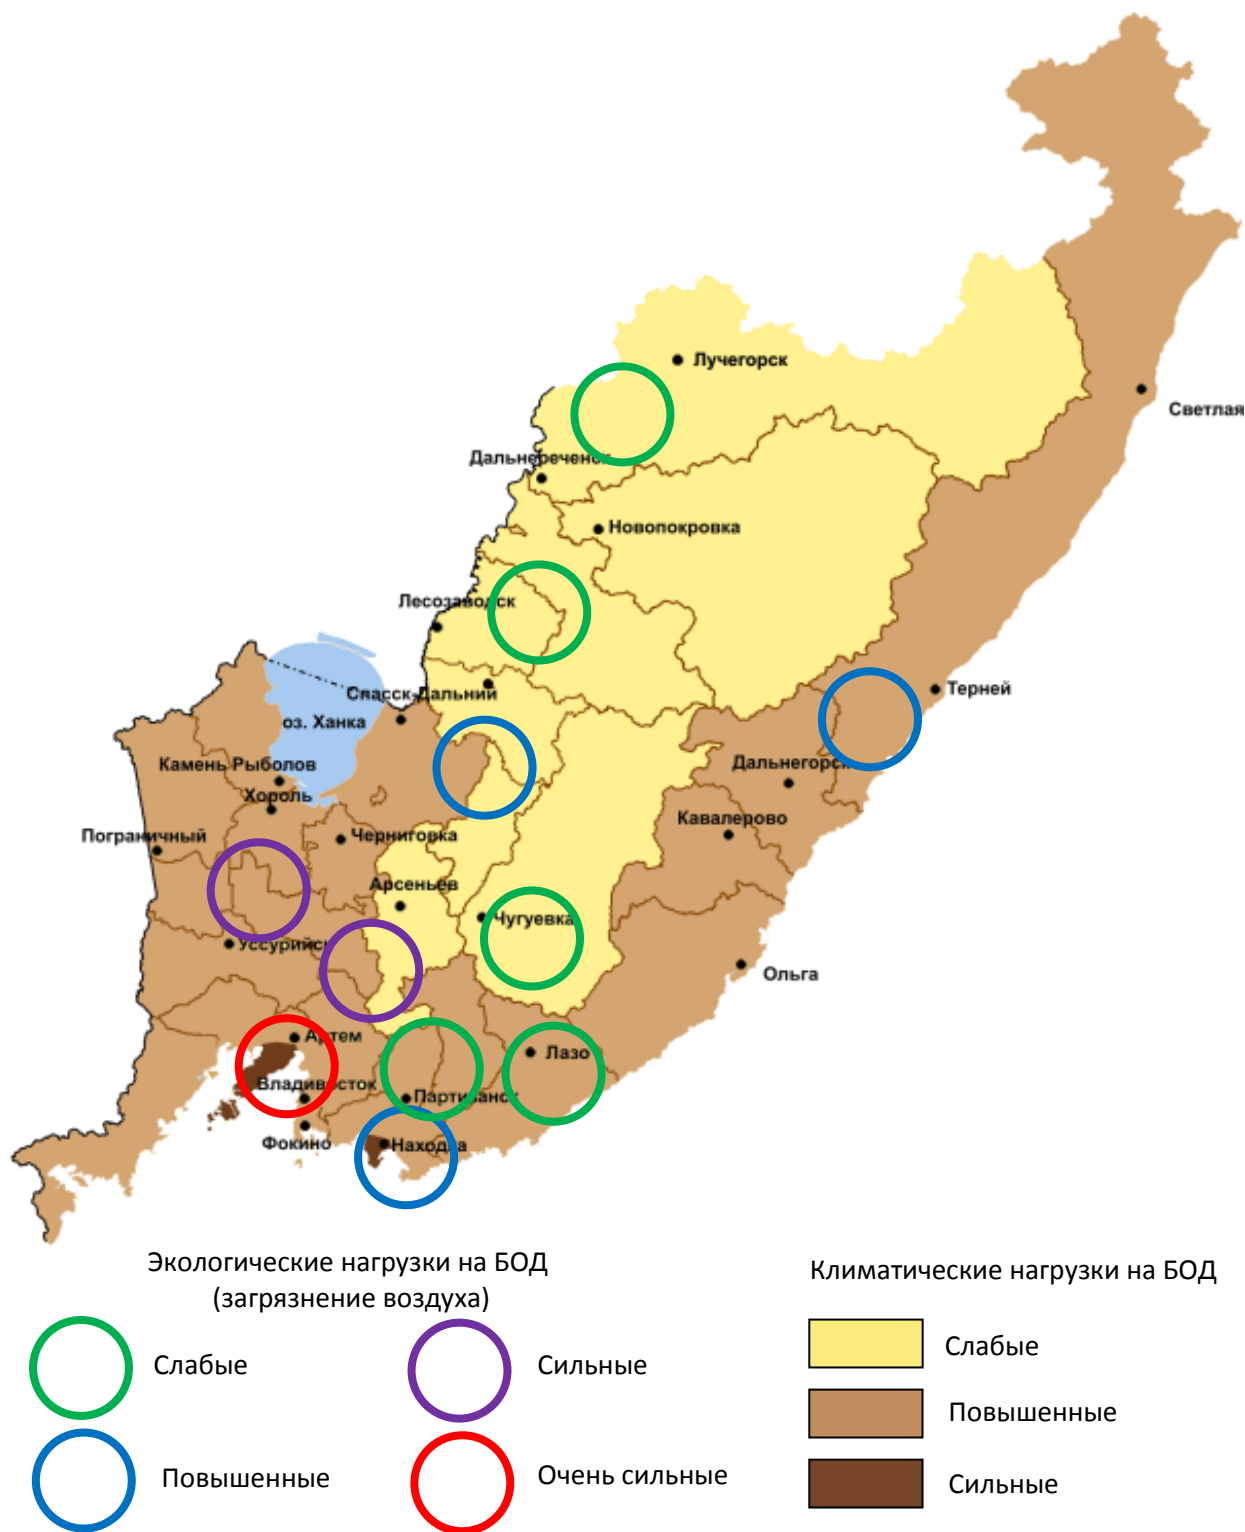 Лучегорск
Светлая
Дальнереченск
Новопокровка
Лесозаводск
Терней
Спасск-Дальний
оз. Ханка
Камень Рыболов
Дальнегорск
Хороль
Кавалерово
Пограничный
Черниговка
Арсеньев
Чугуевка
Уссурийск
Ольга
Артем
Лазо
Владивосток
Партизанск
Фокино
Находка
Экологические нагрузки на БОД
(загрязнение воздуха)
Климатические нагрузки на БОД
Слабые
Сильные
Слабые
Повышенные
Повышенные
Очень сильные
Сильные